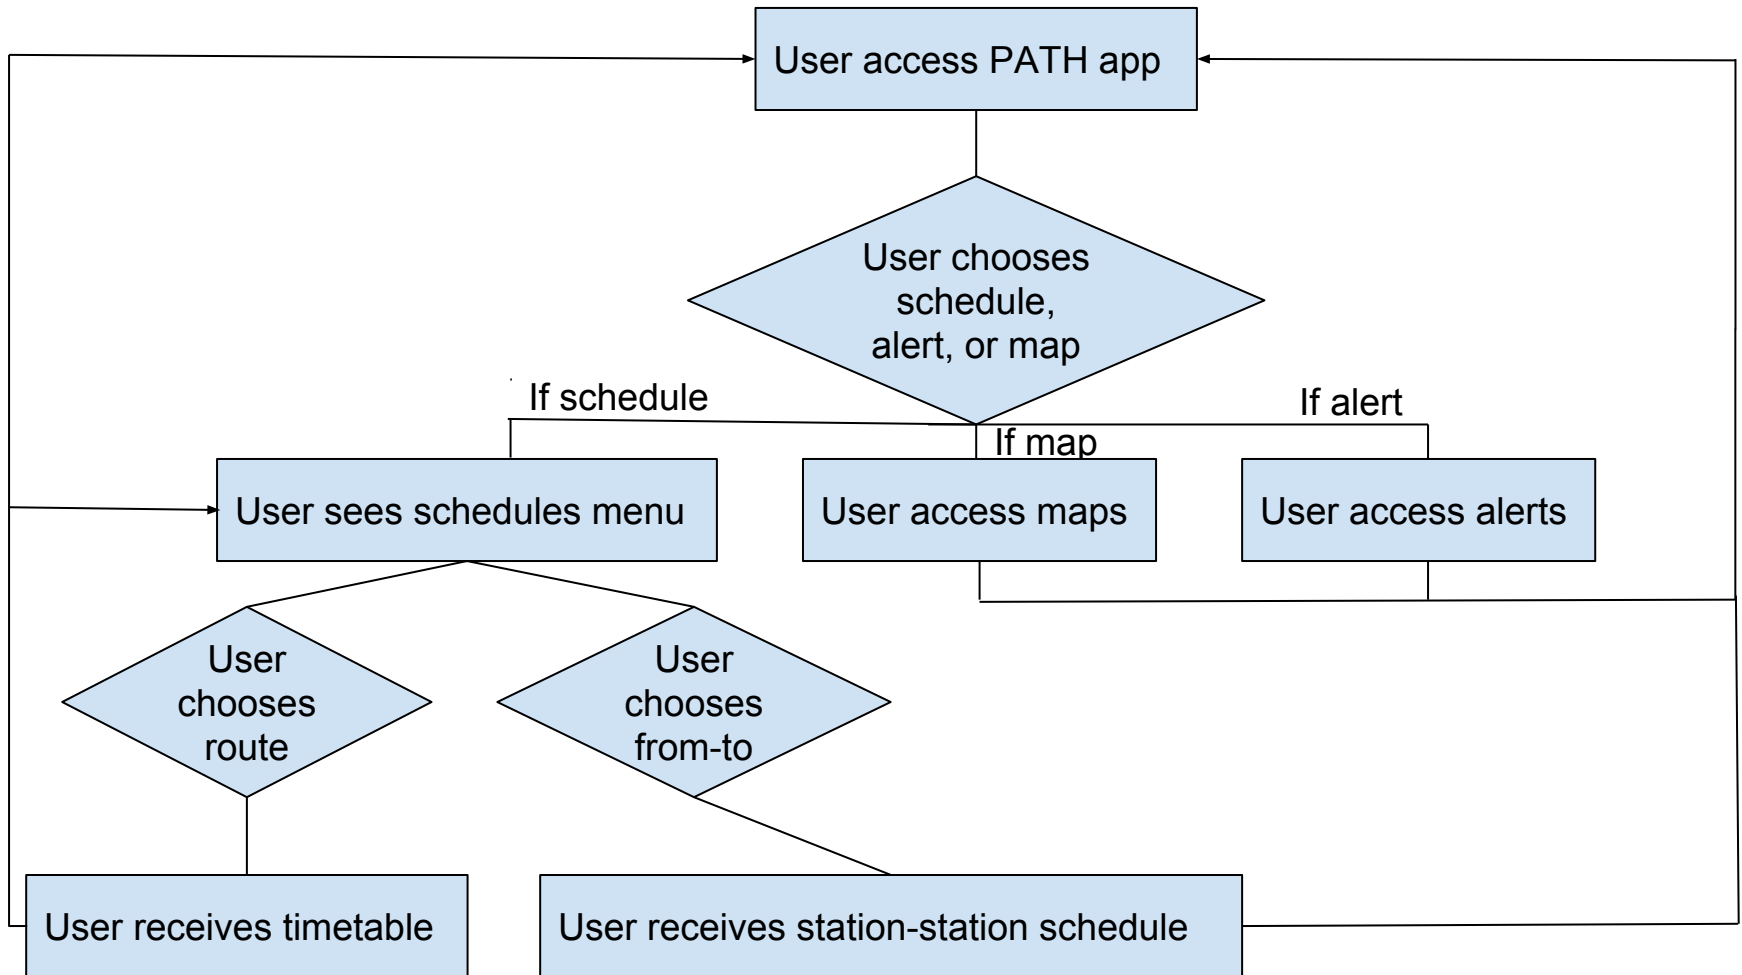 User access PATH app
User chooses
schedule,
alert, or map
If schedule
If alert
If map
User sees schedules menu
User access maps
User access alerts
User
chooses
route
User
chooses
from-to
User receives timetable
User receives station-station schedule